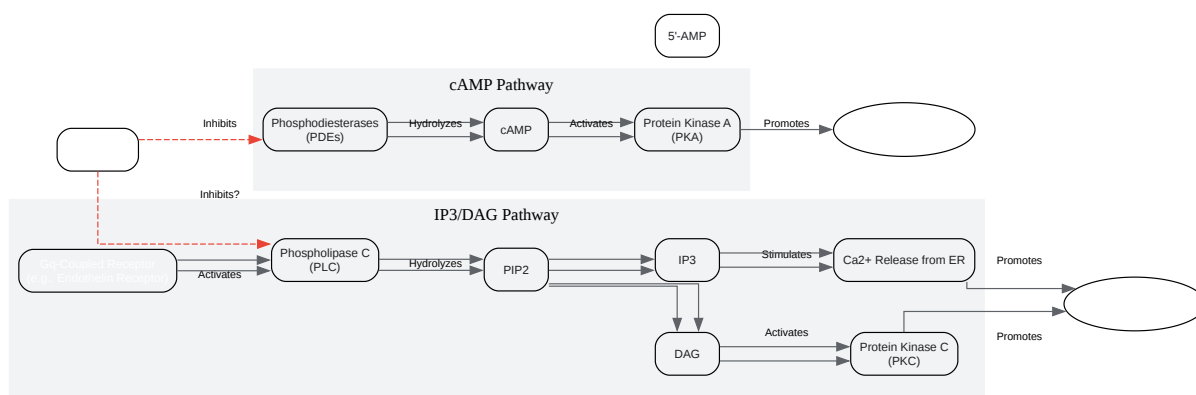 5'-AMP
cAMP Pathway
Inhibits
Phosphodiesterases
(PDEs)
Hydrolyzes
cAMP
Activates
Protein Kinase A
(PKA)
Promotes
Inhibits?
IP3/DAG Pathway
Gq-Coupled Receptor
(e.g., Endothelin Receptor)
Activates
Phospholipase C
(PLC)
Hydrolyzes
PIP2
IP3
Stimulates
Ca2+ Release from ER
Promotes
DAG
Activates
Protein Kinase C
(PKC)
Promotes